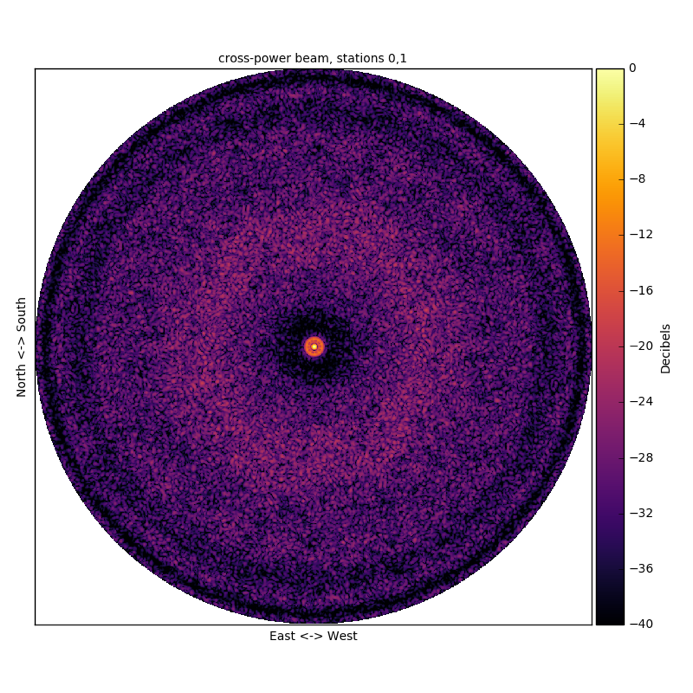 cross-power beam, stations 0,1
North <-> South
East <-> West
0
−4
−8
−12
−16
−20
−24
−28
−32
−36
−40
Decibels